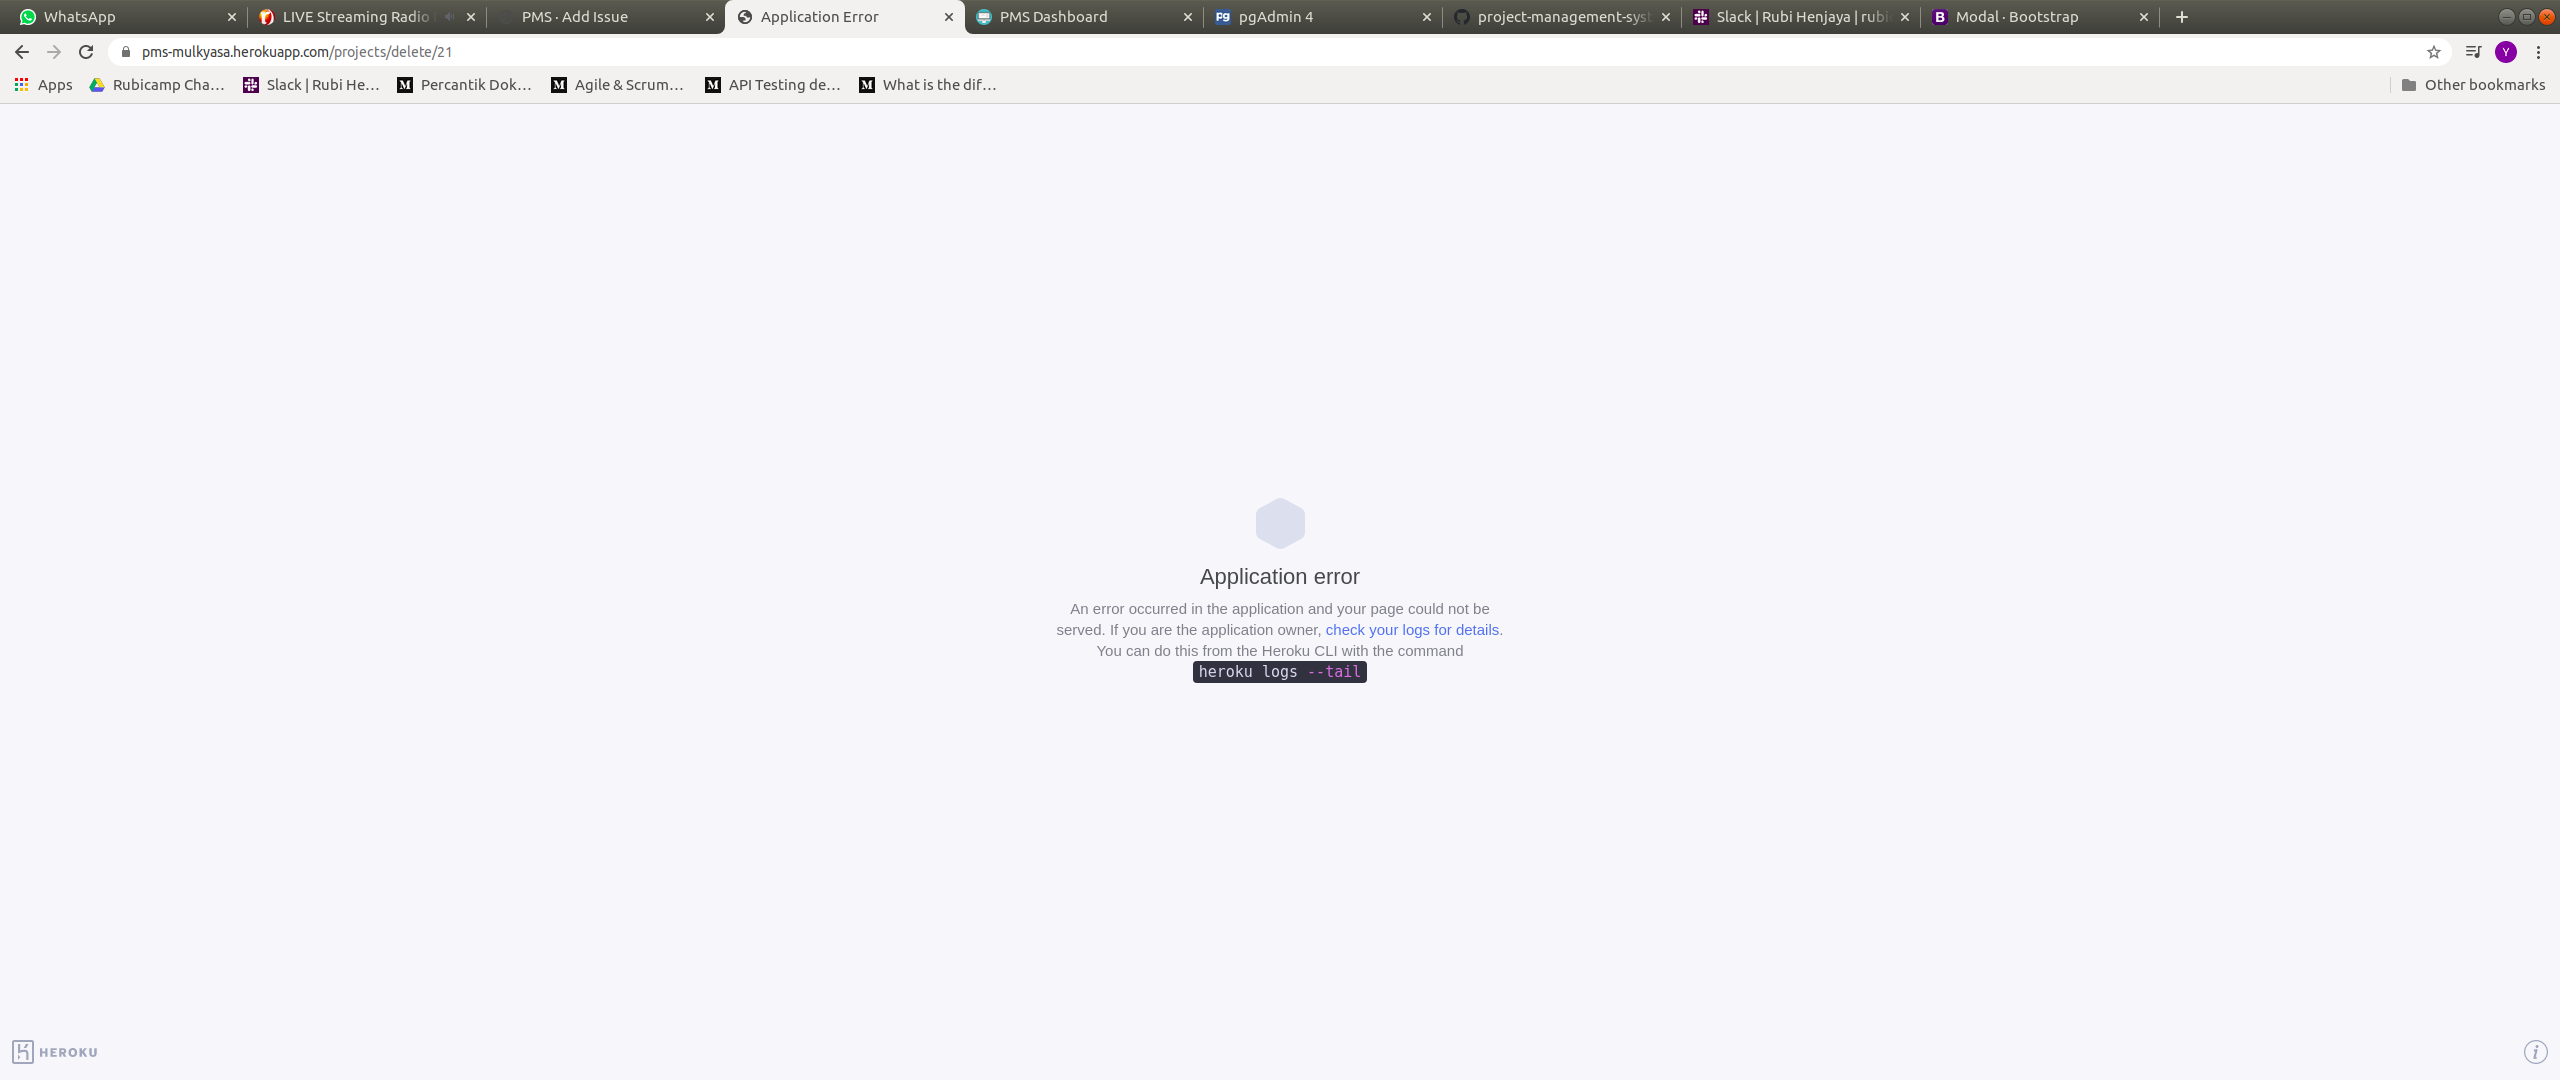 WhatsApp
LIVE Streaming Radio
PMS · Add Issue
Application Error
PMS Dashboard
pgAdmin 4
project-management-syst
Slack | Rubi Henjaya | rubi
Modal · Bootstrap
pms-mulkyasa.herokuapp.com/projects/delete/21
Y
Apps
Rubicamp Cha...
Slack | Rubi He...
Percantik Dok...
Agile & Scrum...
API Testing de...
What is the dif...
Other bookmarks
Application error
An error occurred in the application and your page could not be
served. If you are the application owner, check your logs for details.
You can do this from the Heroku CLI with the command
heroku logs --tail
HEROKU